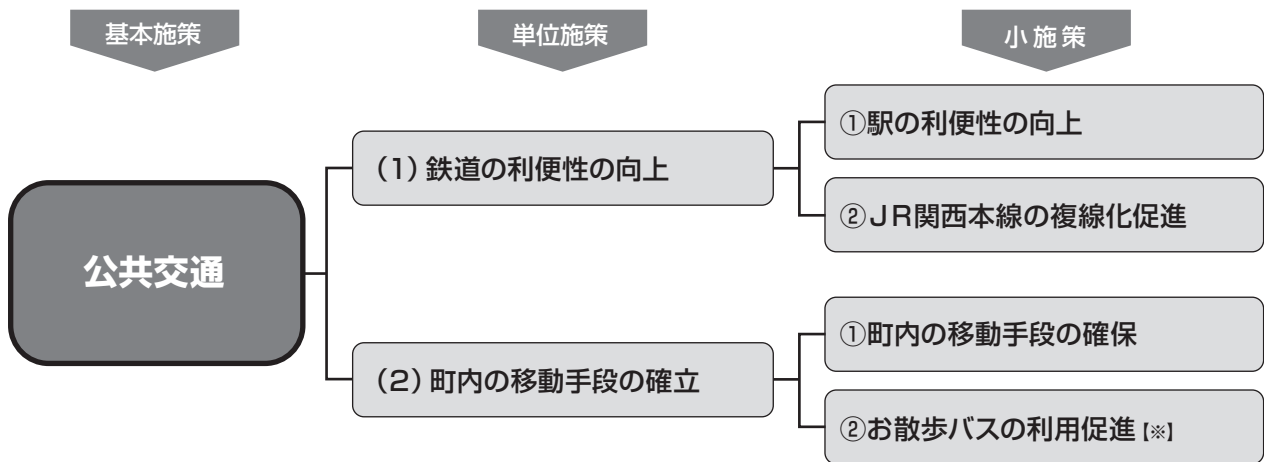 基本施策
単位施策
小施策
公共交通
(1)鉄道の利便性の向上
①駅の利便性の向上
②JR関西本線の複線化促進
(2)町内の移動手段の確立
①町内の移動手段の確保
②お散歩バスの利用促進【※】